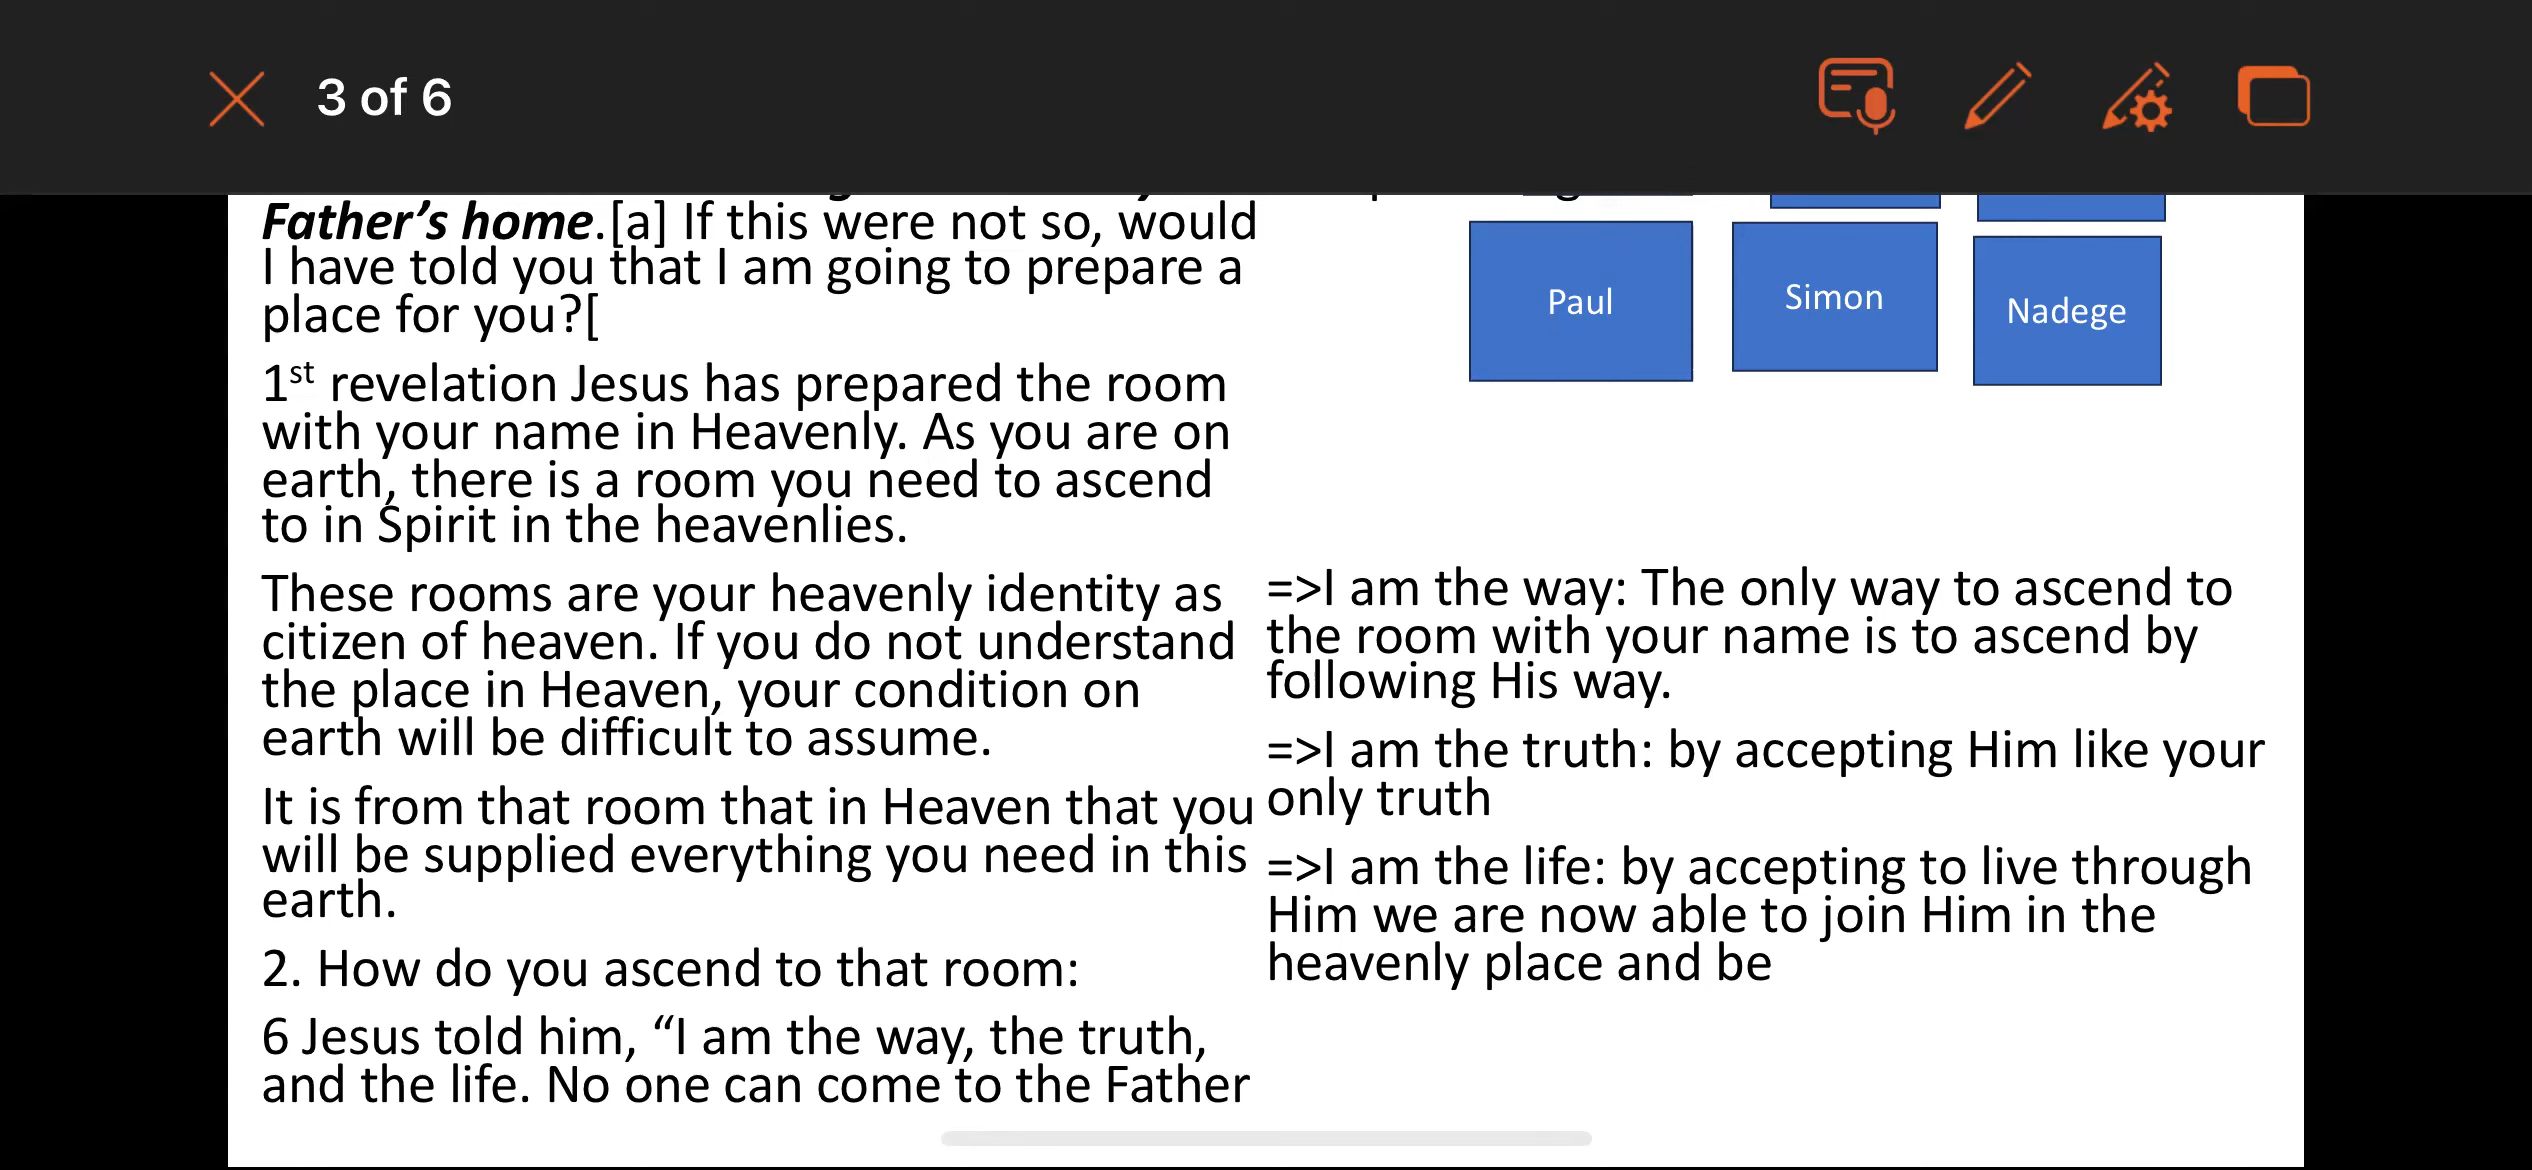 3 of 6
Father’s home.[a] If this were not so, would
I have told you that I am going to prepare a
place for you?[
1st revelation Jesus has prepared the room
with your name in Heavenly. As you are on
earth, there is a room you need to ascend
to in Spirit in the heavenlies.
These rooms are your heavenly identity as
citizen of heaven. If you do not understand
the place in Heaven, your condition on
earth will be difficult to assume.
It is from that room that in Heaven that you
will be supplied everything you need in this
earth.
2. How do you ascend to that room:
6 Jesus told him, “I am the way, the truth,
and the life. No one can come to the Father
Paul
Simon
Nadege
=>I am the way: The only way to ascend to
the room with your name is to ascend by
following His way.
=>I am the truth: by accepting Him like your
only truth
=>I am the life: by accepting to live through
Him we are now able to join Him in the
heavenly place and be